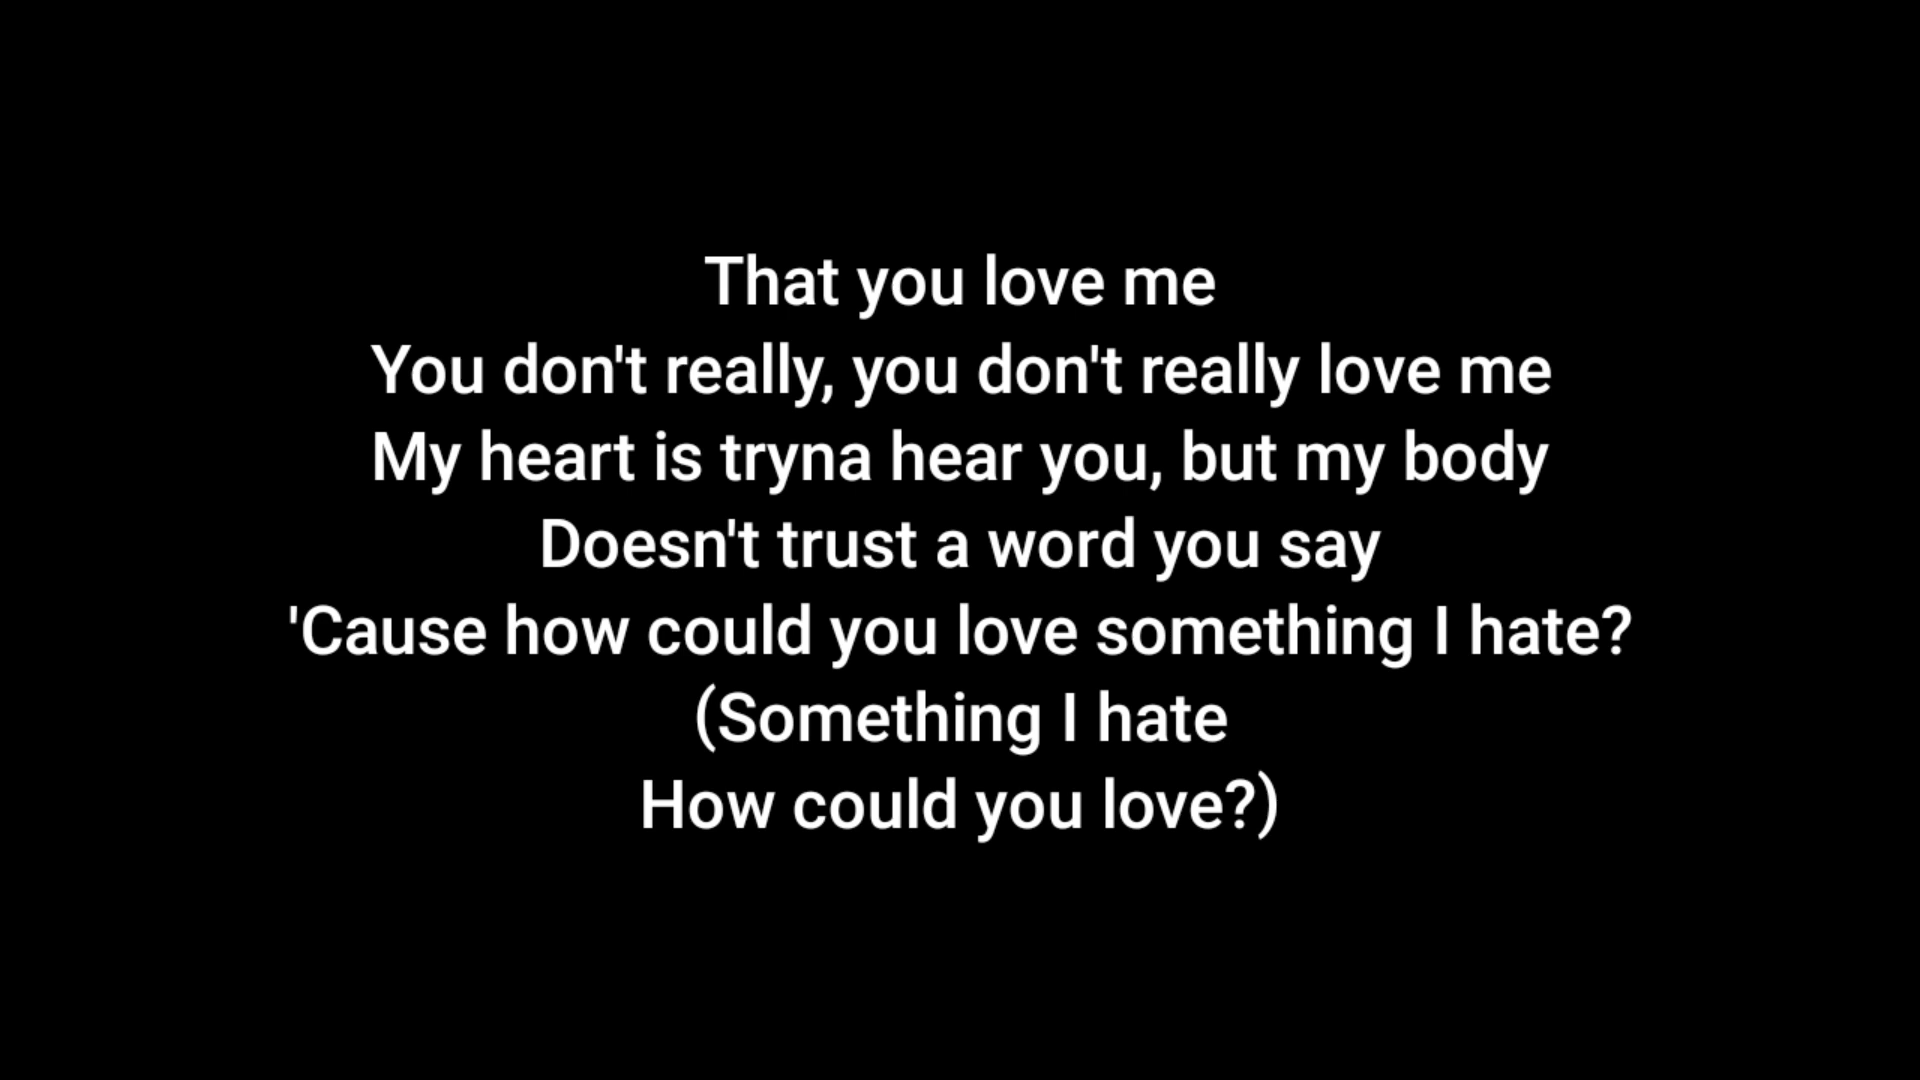 That you love me
You don't really, you don't really love me
My heart is tryna hear you, but my body
Doesn't trust a word you say
'Cause how could you love something I hate?
(Something I hate
How could you love?)